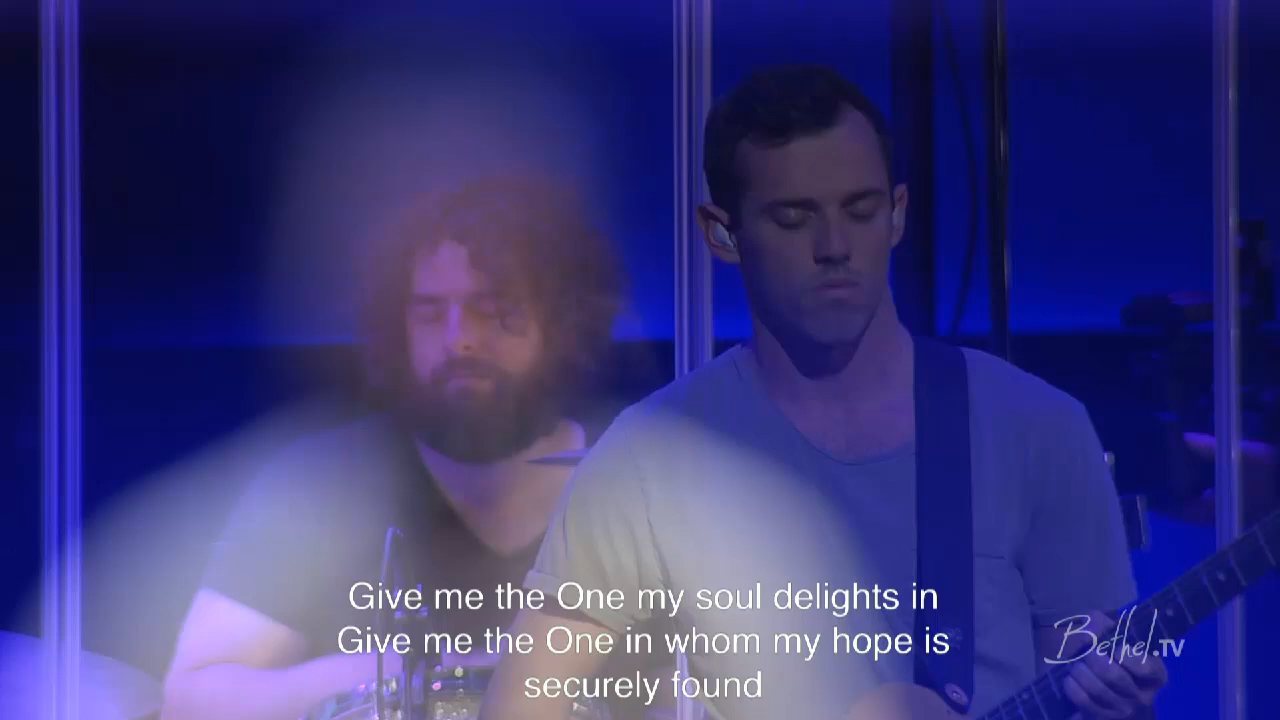 Give me the One my soul delights in
Give me the One in whom my hope is
securely found
Bethel.TV